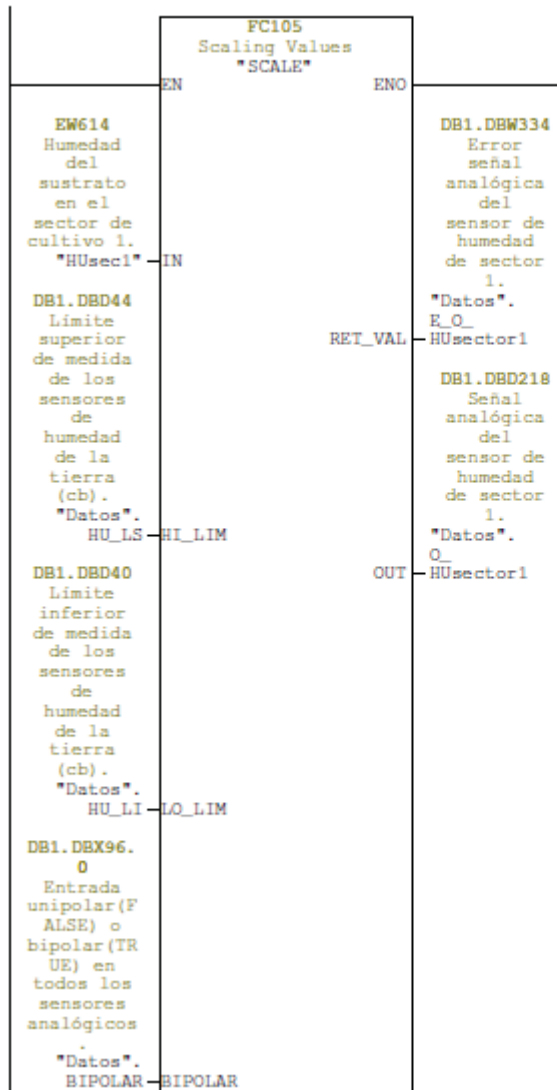 FC105
Scaling Values
"SCALE"
EN
ENO
EW614
Humedad
del
sustrato
en el
sector de
cultivo 1.
"HUsec1"
IN
DB1.DBD44
Límite
superior
de medida
de los
sensores
de
humedad
de la
tierra
(cb).
"Datos".
HU_LS
HI_LIM
DB1.DBD40
Límite
inferior
de medida
de los
sensores
de
humedad
de la
tierra
(cb).
"Datos".
HU_LI
LO_LIM
DB1.DBX96.
0
Entrada
unipolar(F
ALSE) o
bipolar(TR
UE) en
todos los
sensores
analógicos
.
"Datos".
BIPOLAR
BIPOLAR
DB1.DBW334
Error
señal
analógica
del
sensor de
humedad
de sector
1.
"Datos".
E_O_
RET_VAL
HUsector1
DB1.DBD218
Señal
analógica
del
sensor de
humedad
de sector
1.
"Datos".
O_
OUT
HUsector1